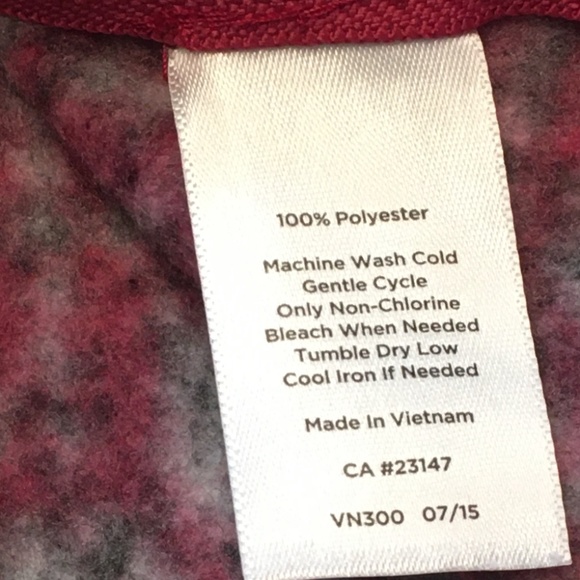 100% Polyester
Machine Wash Cold
Gentle Cycle
Only Non-Chlorine
Bleach When Needed
Tumble Dry Low
Cool Iron If Needed
Made In Vietnam
CA #23147
VN300 07/15